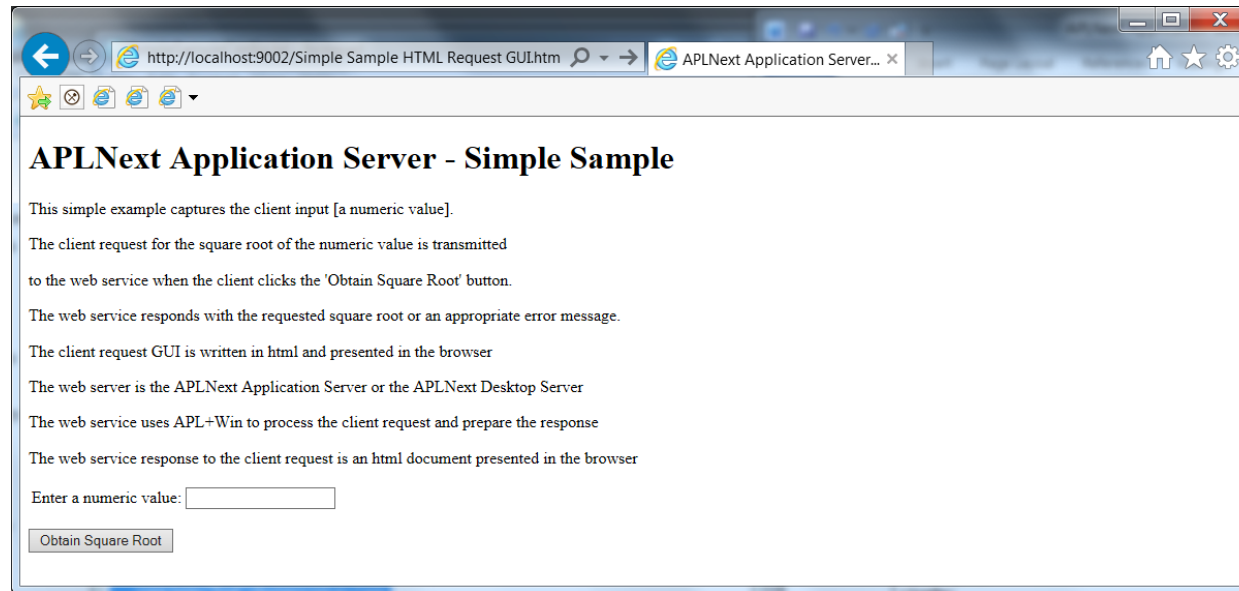 http://localhost:9002/Simple Sample HTML Request GUI.htm
APLNext Application Server...
APLNext Application Server - Simple Sample
This simple example captures the client input [a numeric value].
The client request for the square root of the numeric value is transmitted
to the web service when the client clicks the 'Obtain Square Root' button.
The web service responds with the requested square root or an appropriate error message.
The client request GUI is written in html and presented in the browser
The web server is the APLNext Application Server or the APLNext Desktop Server
The web service uses APL+Win to process the client request and prepare the response
The web service response to the client request is an html document presented in the browser
Enter a numeric value:
Obtain Square Root